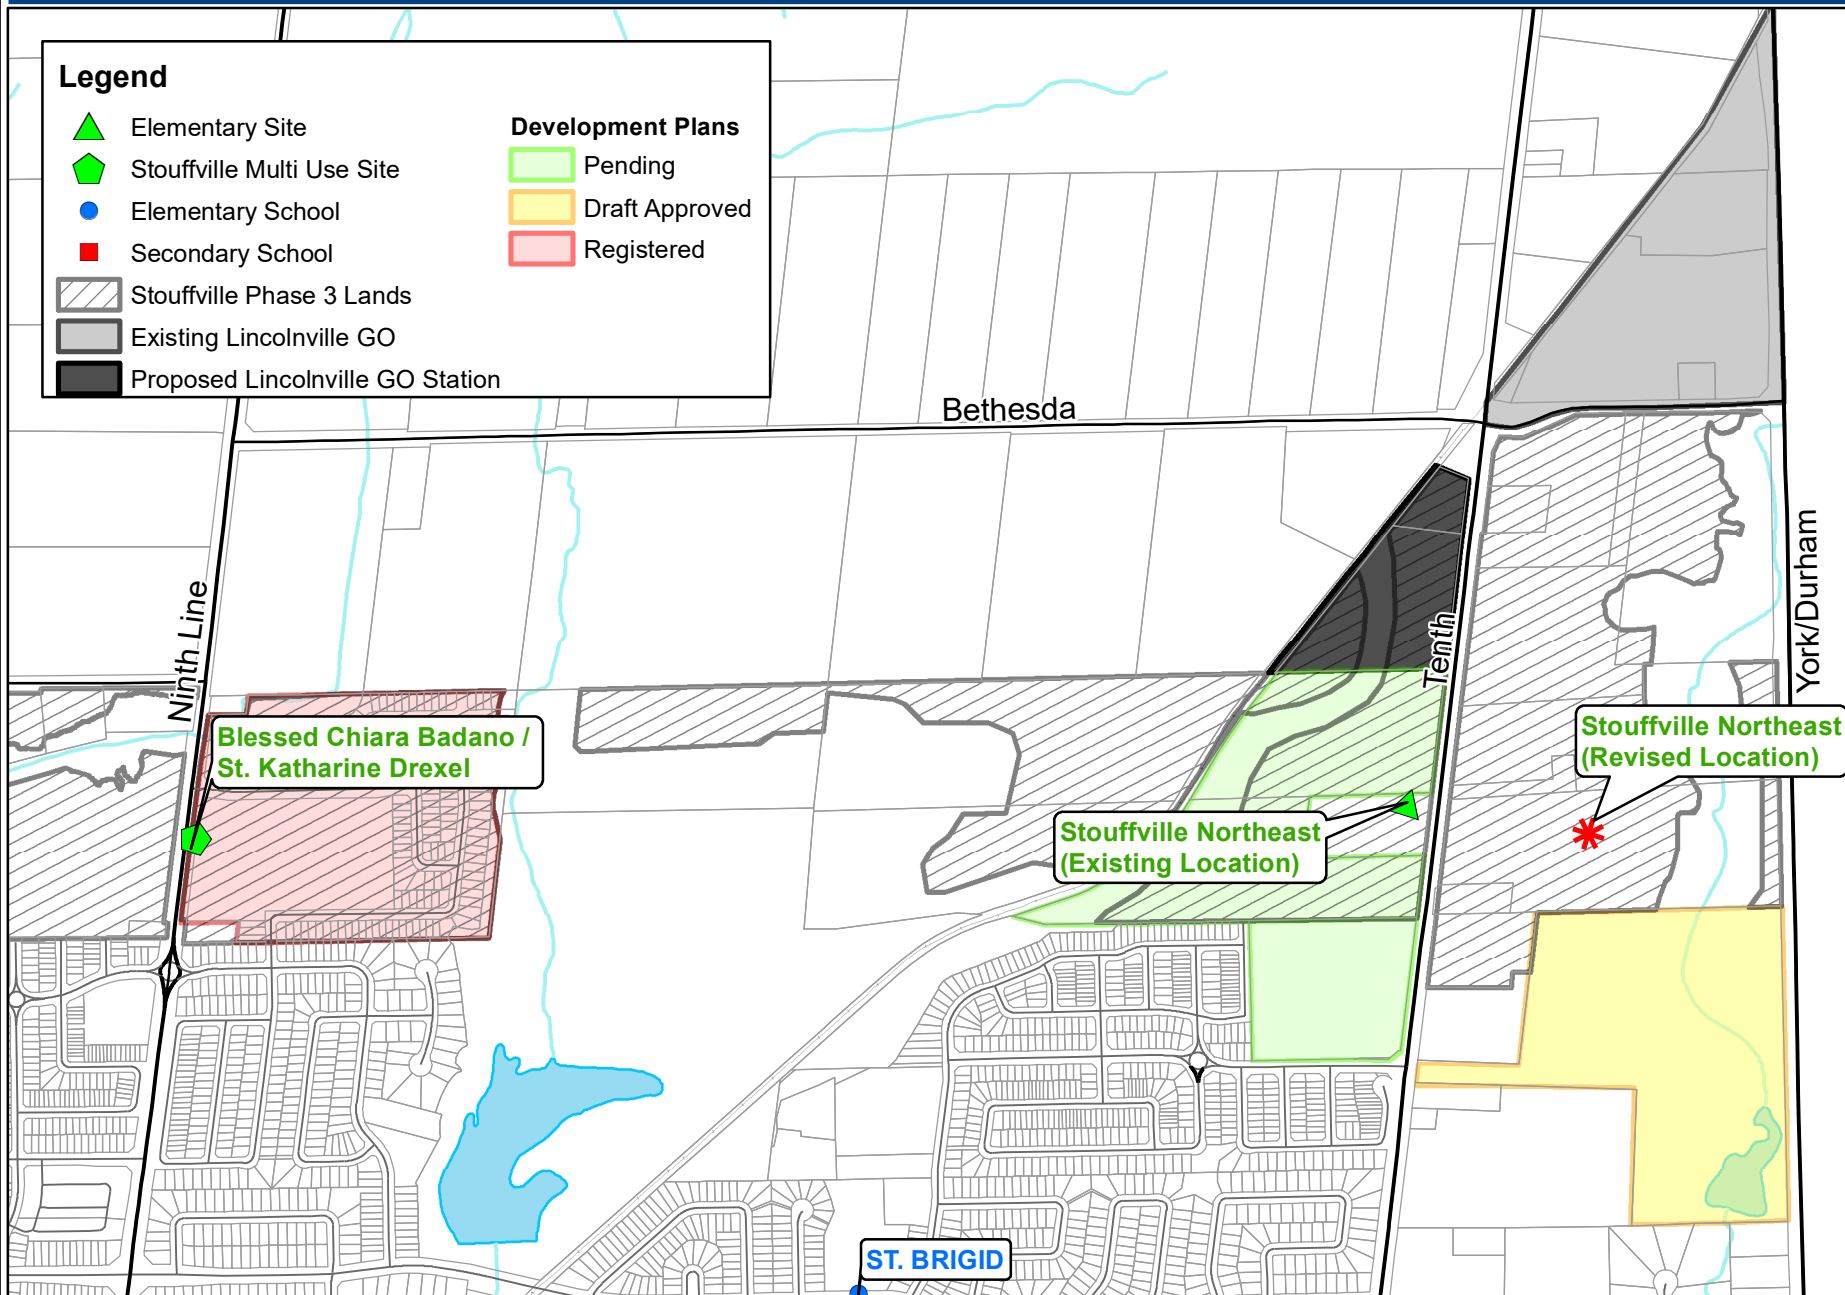 Legend
Elementary Site
Stouffville Multi Use Site
Elementary School
Secondary School
Stouffville Phase 3 Lands
Existing Lincolnville GO
Proposed Lincolnville GO Station
Development Plans
Pending
Draft Approved
Registered
Bethesda
Ninth Line
Tenth
York/Durham
Blessed Chiara Badano /
St. Katharine Drexel
Stouffville Northeast
(Revised Location)
Stouffville Northeast
(Existing Location)
ST. BRIGID